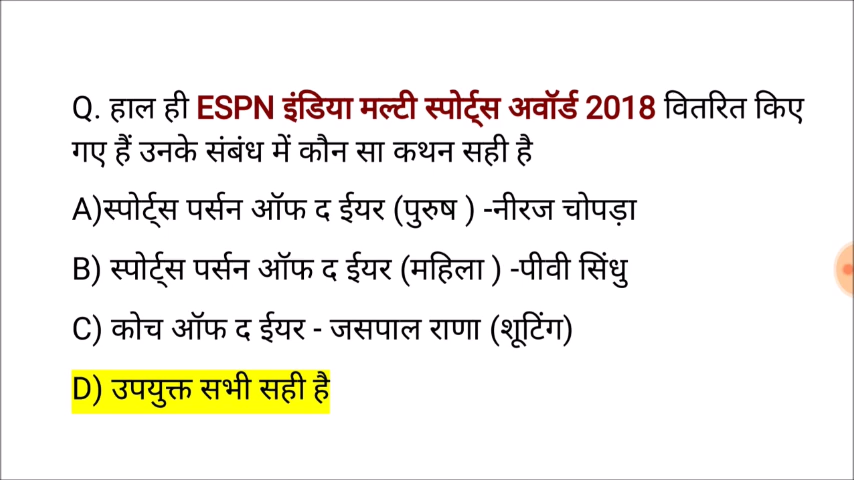 Q. हाल ही ESPN इंडिया मल्टी स्पोर्ट्स अवॉर्ड 2018 वितरित किए
गए हैं उनके संबंध में कौन सा कथन सही है
A)स्पोर्ट्स पर्सन ऑफ द ईयर (पुरुष ) -नीरज चोपड़ा
B) स्पोर्ट्स पर्सन ऑफ द ईयर (महिला ) -पीवी सिंधु
C) कोच ऑफ द ईयर - जसपाल राणा (शूटिंग)
D) उपयुक्त सभी सही है